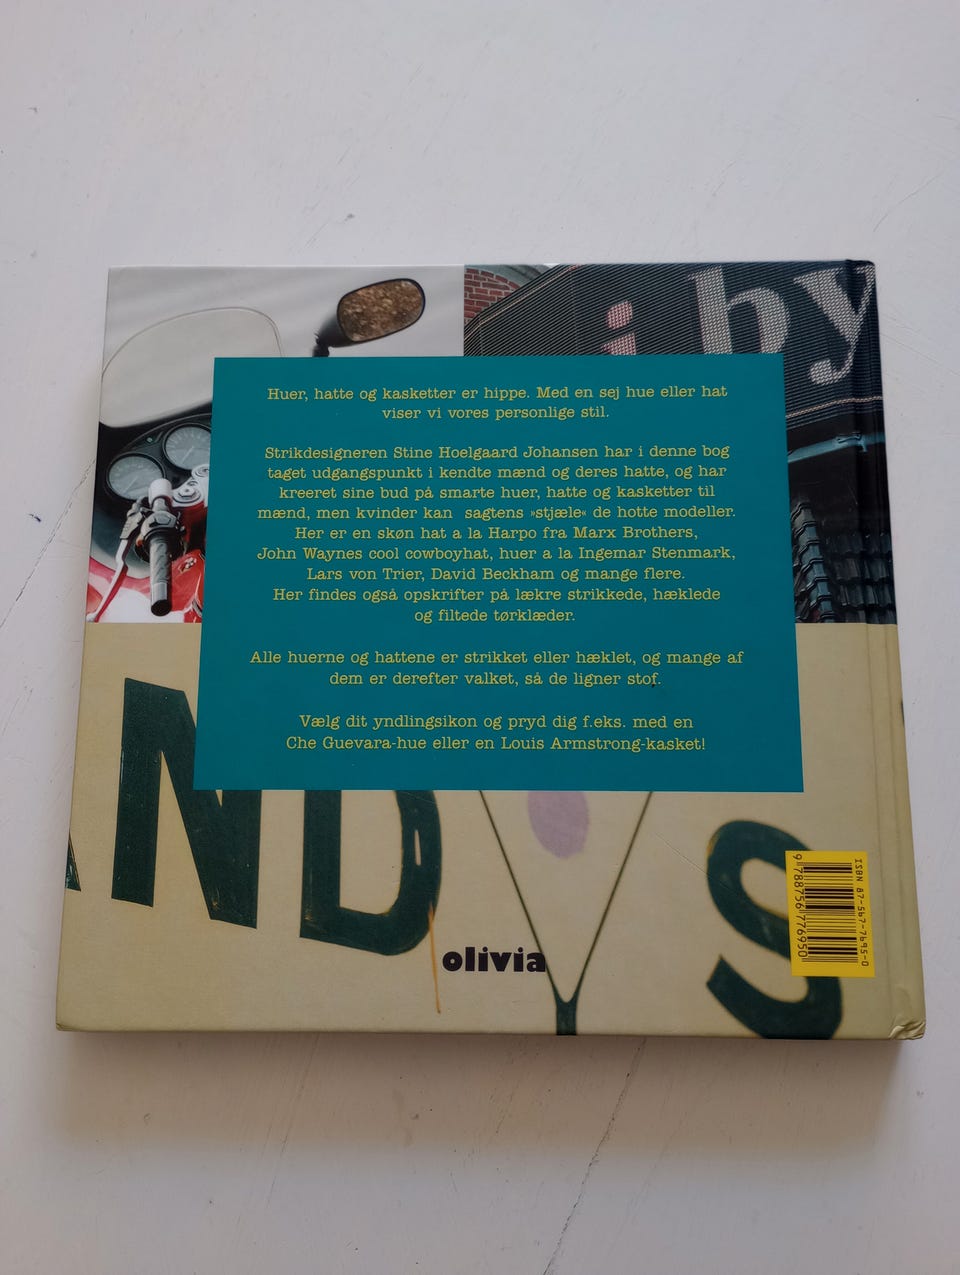 i by
Huer, hatte og kasketter er hippe. Med en sej hue eller hat
viser vi vores personlige stil.
Strikdesigneren Stine Hoelgaard Johansen har i denne bog
taget udgangspunkt i kendte mænd og deres hatte, og har
kreeret sine bud på smarte huer, hatte og kasketter til
mænd, men kvinder kan sagtens »stjæle« de hotte modeller.
Her er en skøn hat a la Harpo fra Marx Brothers,
John Waynes cool cowboyhat, huer a la Ingemar Stenmark,
Lars von Trier, David Beckham og mange flere.
Her findes også opskrifter på lækre strikkede, hæklede
og filtede tørklæder.
Alle huerne og hattene er strikket eller hæklet, og mange af
dem er derefter valket, så de ligner stof.
Vælg dit yndlingsikon og pryd dig f.eks. med en
Che Guevara-hue eller en Louis Armstrong-kasket!
NDYS
olivia
ISBN 87-567-7695-0
9 788756 776950